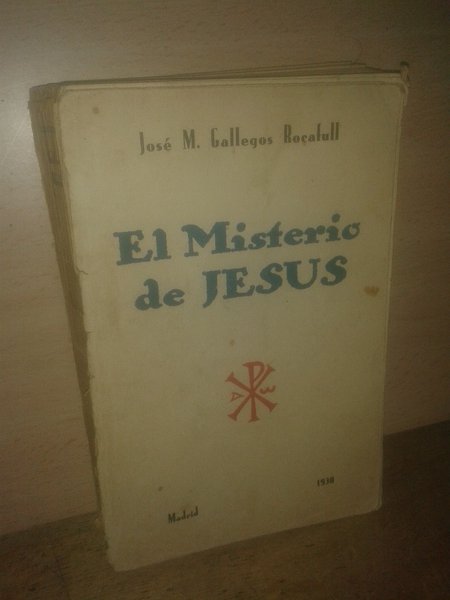 José M. Gallegos Rocafull
El Misterio
de JESUS
Madrid 1930